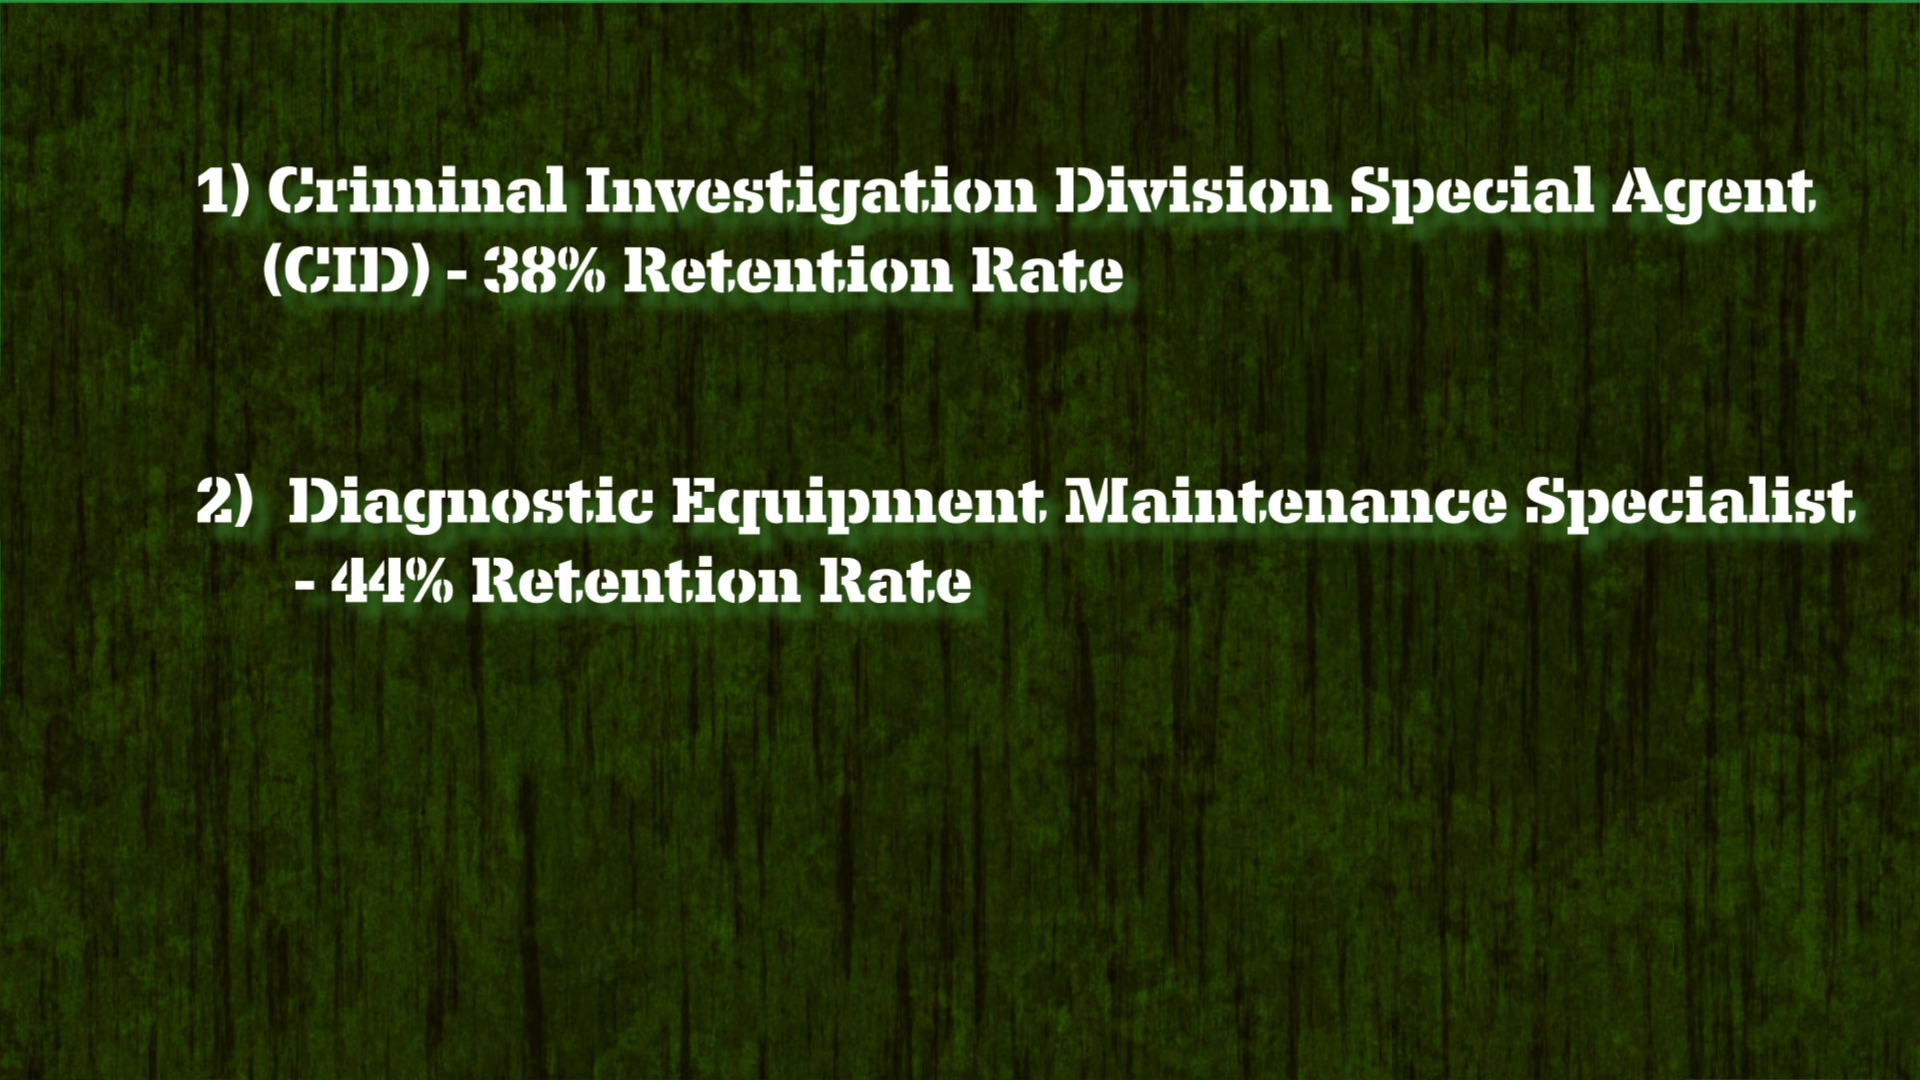 1) Criminal Investigation Division Special Agent
(CID) - 38% Retention Rate
2) Diagnostic Equipment Maintenance Specialist
- 44% Retention Rate